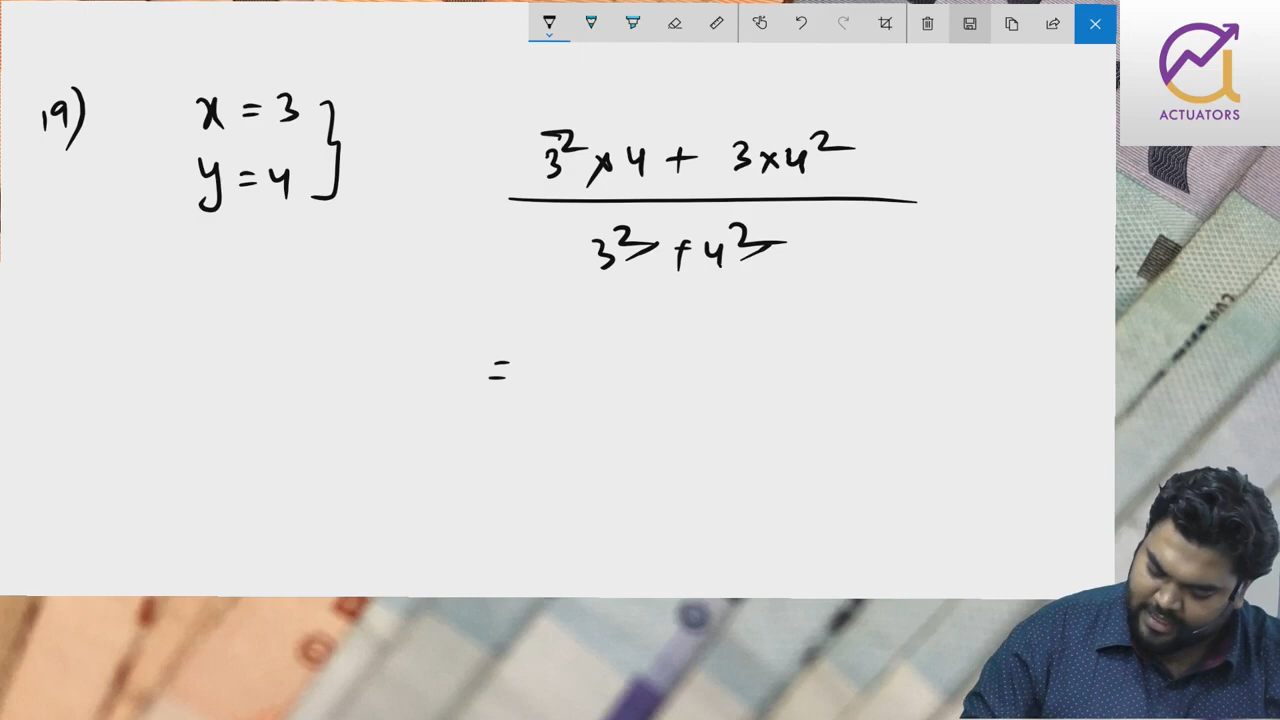 19)
x = 3
y = 4
3² × 4 + 3 × 4²
3² + 4²
=
ACTUATORS